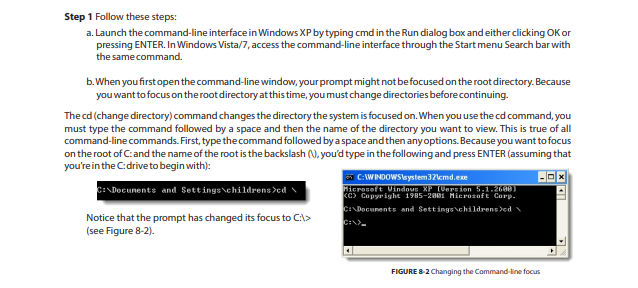 Step 1 Follow these steps:
a. Launch the command-line interface in Windows XP by typing cmd in the Run dialog box and either clicking OK or
pressing ENTER. In Windows Vista/7, access the command-line interface through the Start menu Search bar with
the same command.
b. When you first open the command-line window, your prompt might not be focused on the root directory. Because
you want to focus on the root directory at this time, you must change directories before continuing.
The cd (change directory) command changes the directory the system is focused on. When you use the cd command, you
must type the command followed by a space and then the name of the directory you want to view. This is true of all
command-line commands. First, type the command followed by a space and then any options. Because you want to focus
on the root of C: and the name of the root is the backslash (\), you'd type in the following and press ENTER (assuming that
you're in the C: drive to begin with):
C:\Documents and Settings\childrens>cd \
Notice that the prompt has changed its focus to C:\>
(see Figure 8-2).
C:\WINDOWS\system32\cmd.exe
Microsoft Windows XP [Version 5.1.2600]
(C) Copyright 1985-2001 Microsoft Corp.
C:\Documents and Settings\childrens>cd \
C:\>_
FIGURE 8-2 Changing the Command-line focus